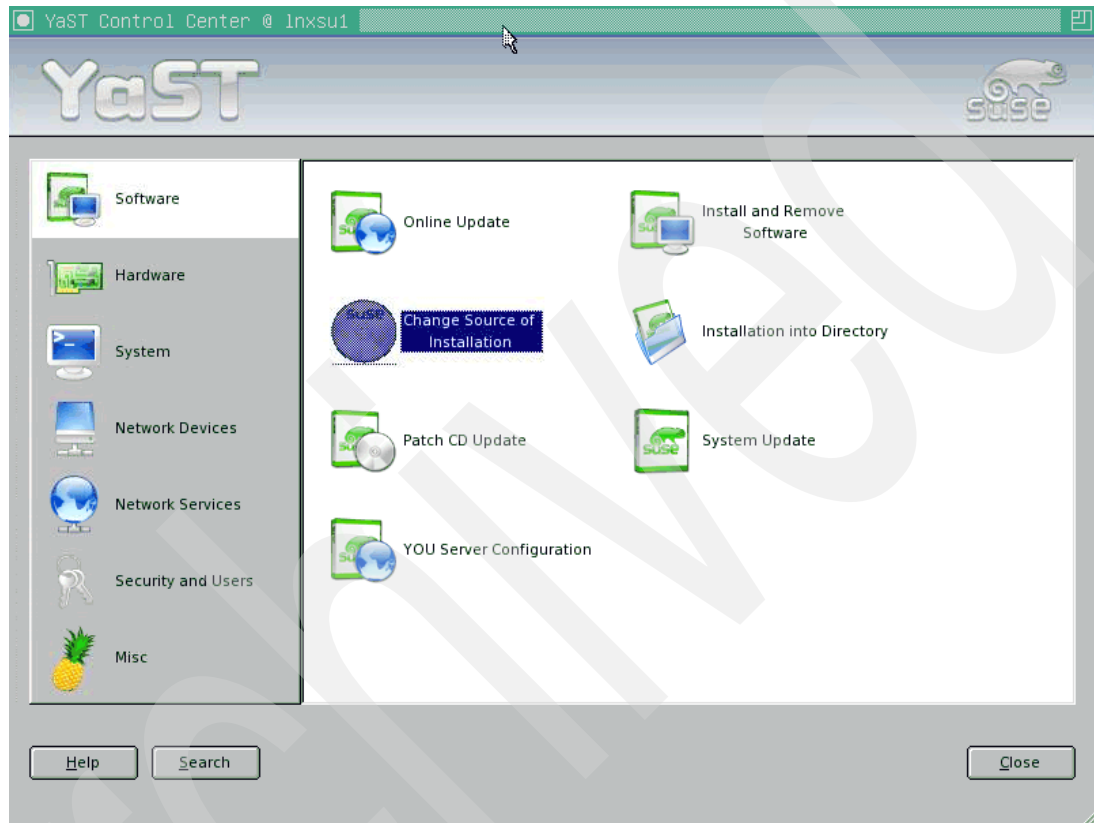 YaST Control Center @ lnxsu1
YaST
suse
Software
Hardware
System
Network Devices
Network Services
Security and Users
Misc
Online Update
Install and Remove
Software
suse
Change Source of
Installation
Installation into Directory
Patch CD Update
suse
System Update
YOU Server Configuration
Help
Search
Close